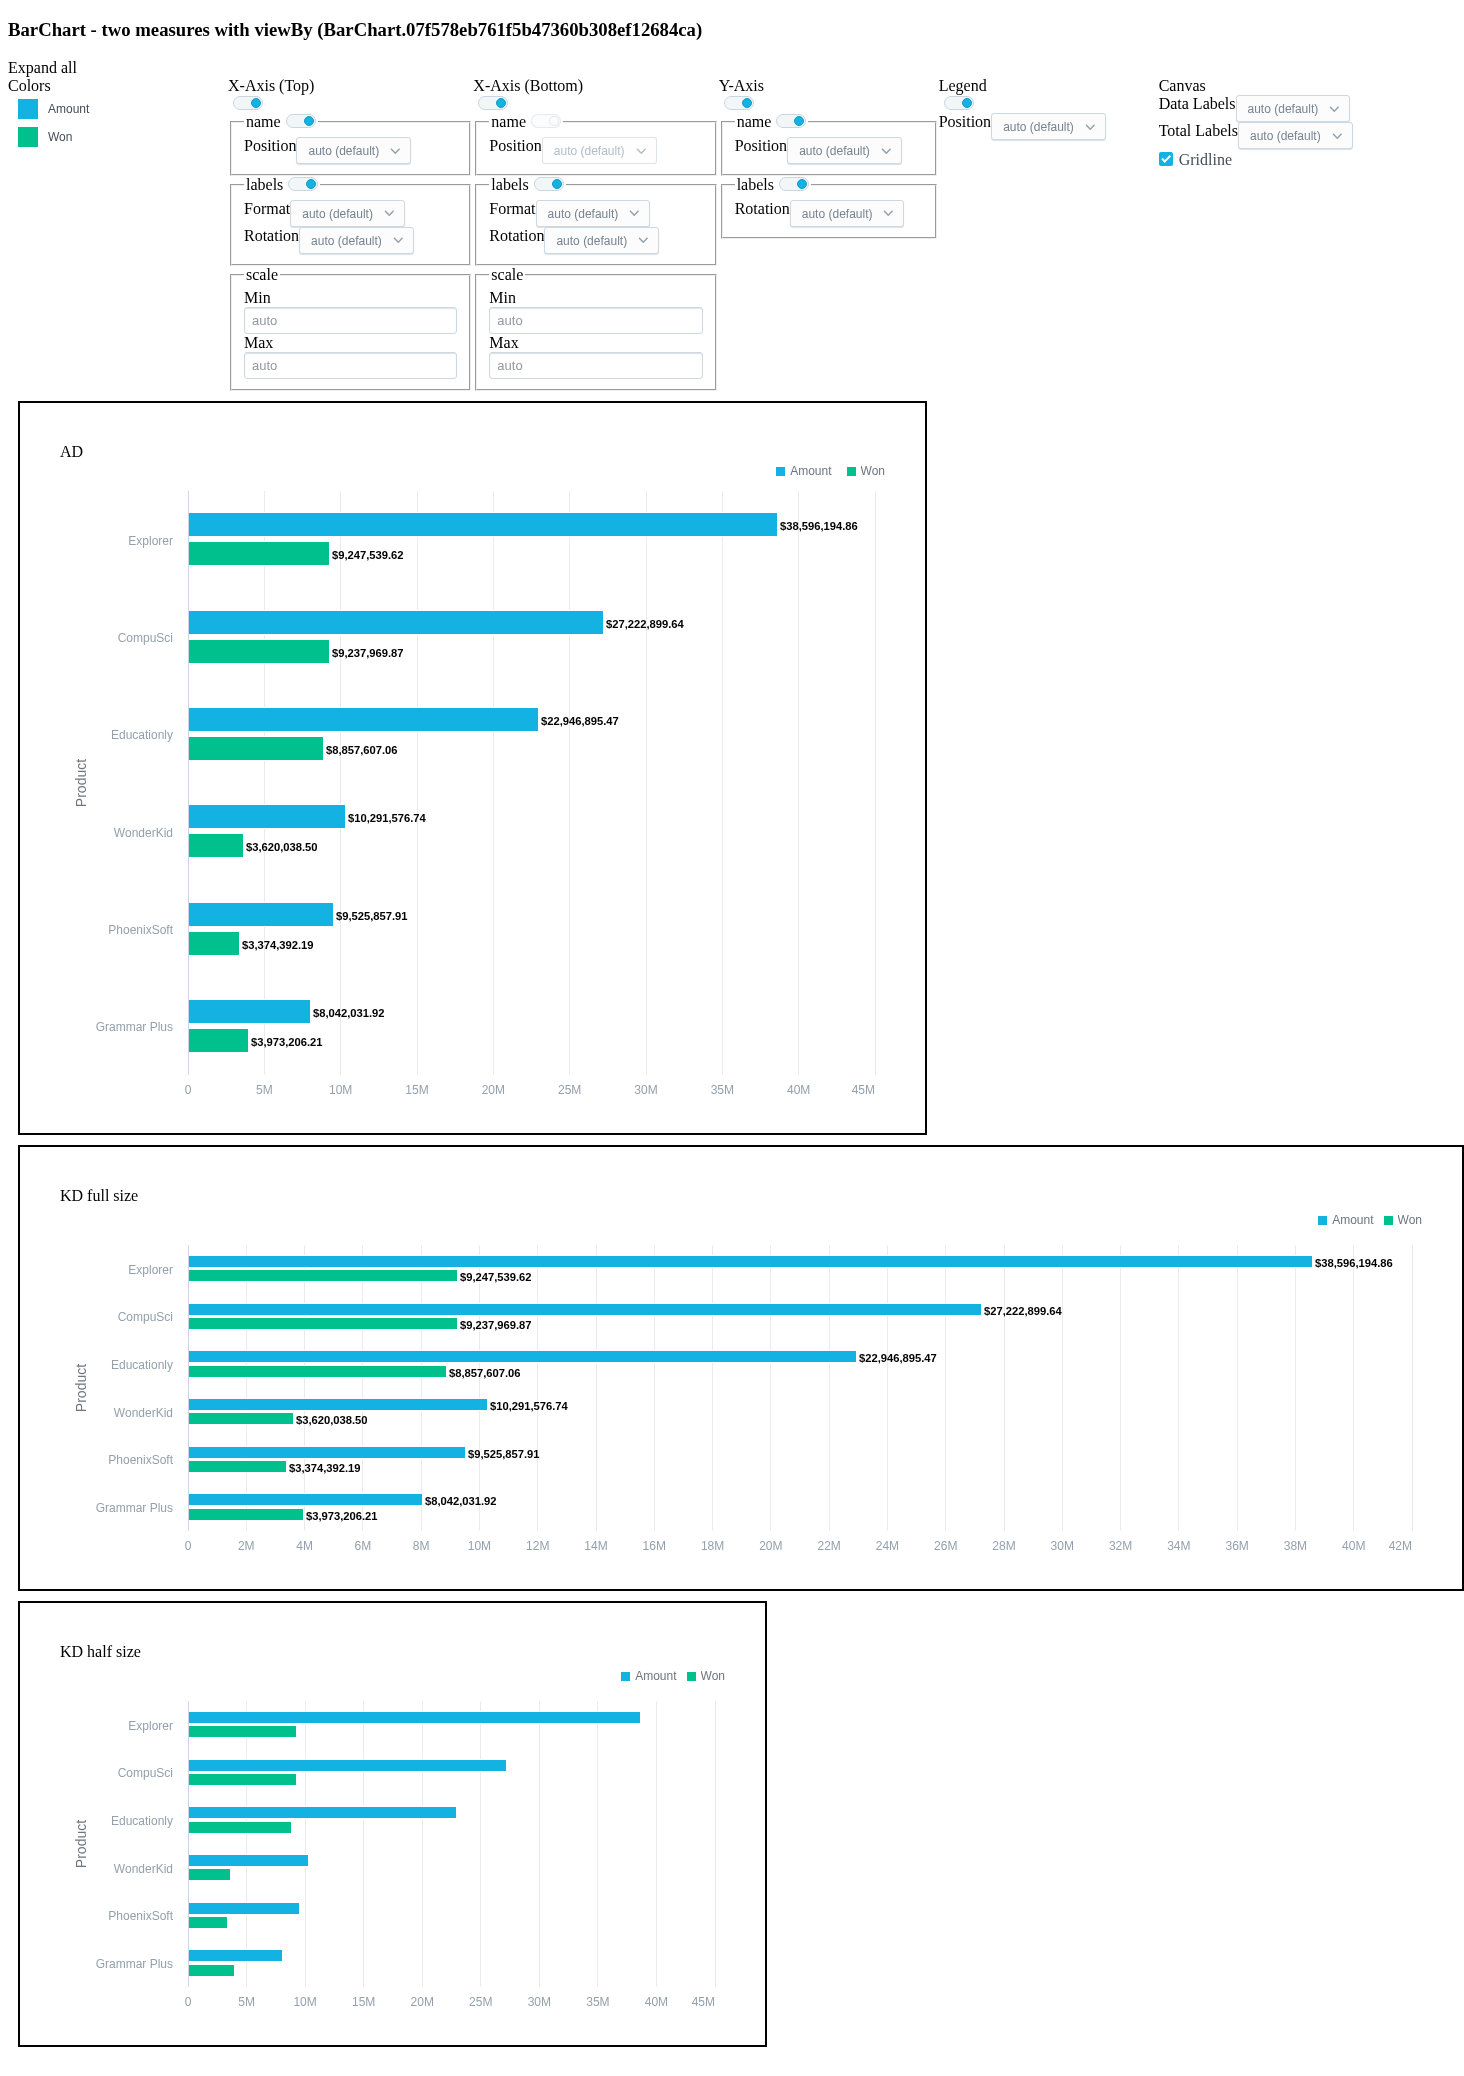 BarChart - two measures with viewBy (BarChart.07f578eb761f5b47360b308ef12684ca)
Expand all
Colors
Amount
Won
X-Axis (Top)
name
Position auto (default)
labels
Format auto (default)
Rotation auto (default)
scale
Min
auto
Max
auto
X-Axis (Bottom)
name
Position auto (default)
labels
Format auto (default)
Rotation auto (default)
scale
Min
auto
Max
auto
Y-Axis
name
Position auto (default)
labels
Rotation auto (default)
Legend
Position auto (default)
Canvas
Data Labels auto (default)
Total Labels auto (default)
Gridline
AD
Amount Won
Product
Explorer
$38,596,194.86
$9,247,539.62
CompuSci
$27,222,899.64
$9,237,969.87
Educationly
$22,946,895.47
$8,857,607.06
WonderKid
$10,291,576.74
$3,620,038.50
PhoenixSoft
$9,525,857.91
$3,374,392.19
Grammar Plus
$8,042,031.92
$3,973,206.21
0 5M 10M 15M 20M 25M 30M 35M 40M 45M
KD full size
Amount Won
Product
Explorer
$38,596,194.86
$9,247,539.62
CompuSci
$27,222,899.64
$9,237,969.87
Educationly
$22,946,895.47
$8,857,607.06
WonderKid
$10,291,576.74
$3,620,038.50
PhoenixSoft
$9,525,857.91
$3,374,392.19
Grammar Plus
$8,042,031.92
$3,973,206.21
0 2M 4M 6M 8M 10M 12M 14M 16M 18M 20M 22M 24M 26M 28M 30M 32M 34M 36M 38M 40M 42M
KD half size
Amount Won
Product
Explorer
CompuSci
Educationly
WonderKid
PhoenixSoft
Grammar Plus
0 5M 10M 15M 20M 25M 30M 35M 40M 45M